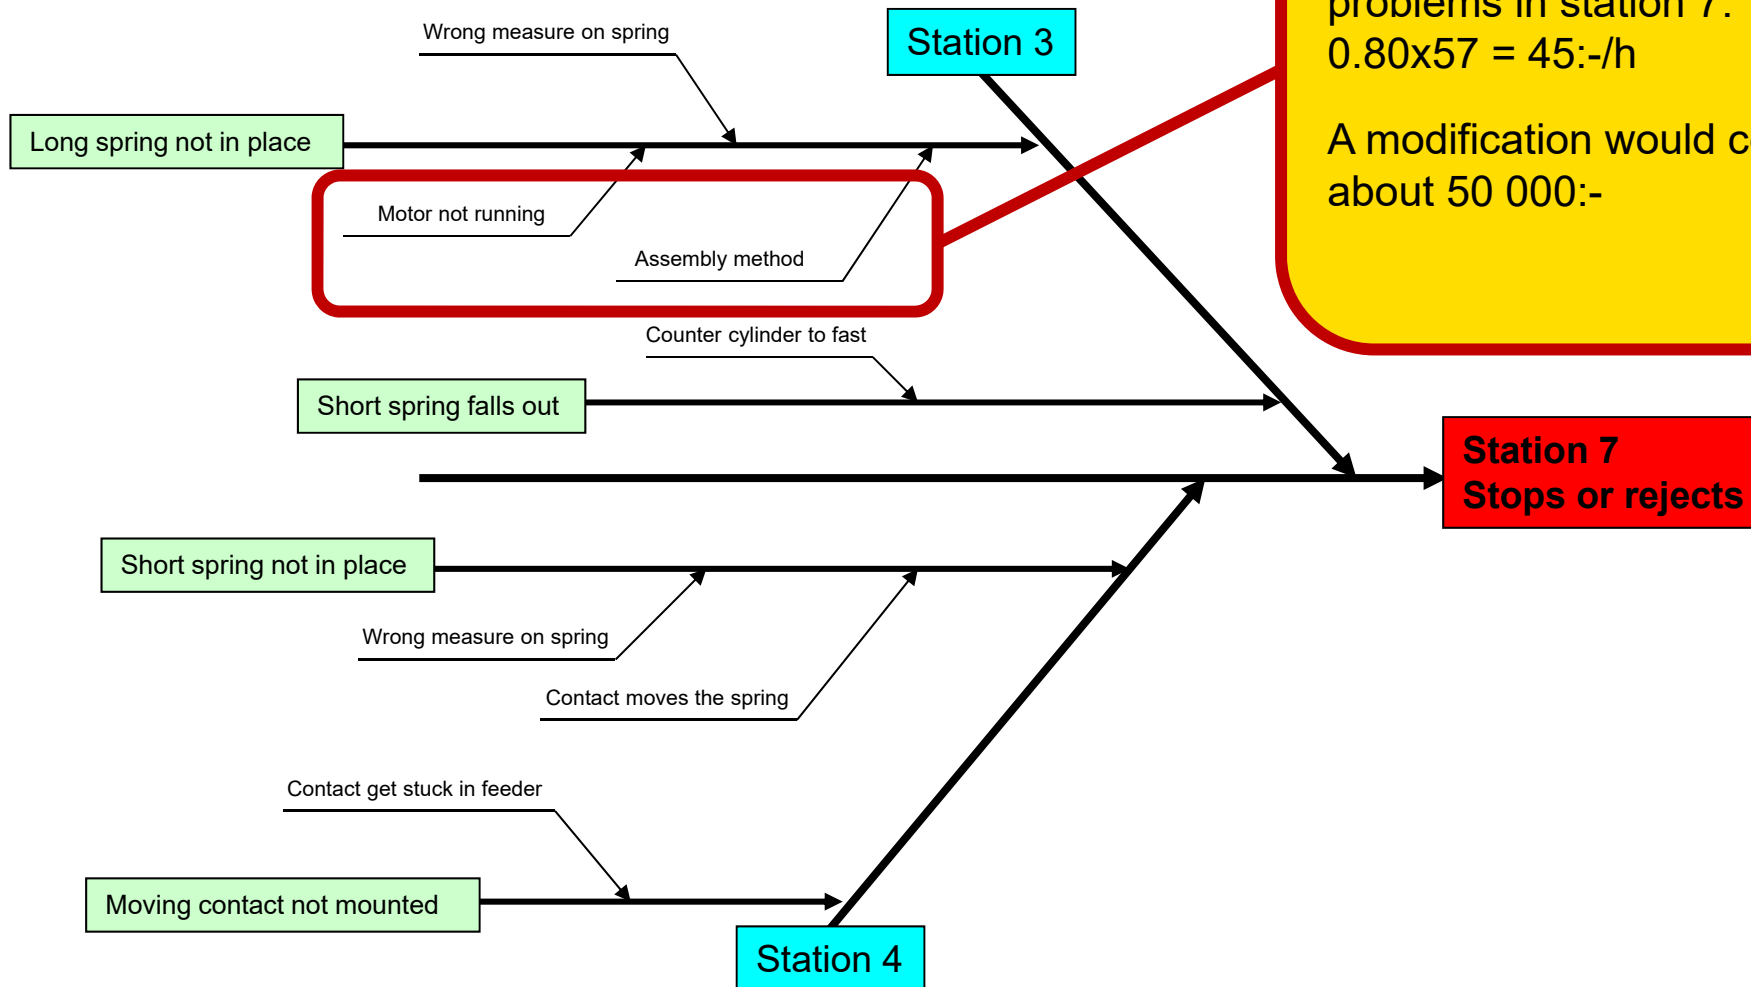 Wrong measure on spring
Station 3
problems in station 7.
0.80x57 = 45:-/h
A modification would
about 50 000:-
Long spring not in place
Motor not running
Assembly method
Counter cylinder to fast
Short spring falls out
Station 7
Stops or rejects
Short spring not in place
Wrong measure on spring
Contact moves the spring
Contact get stuck in feeder
Moving contact not mounted
Station 4